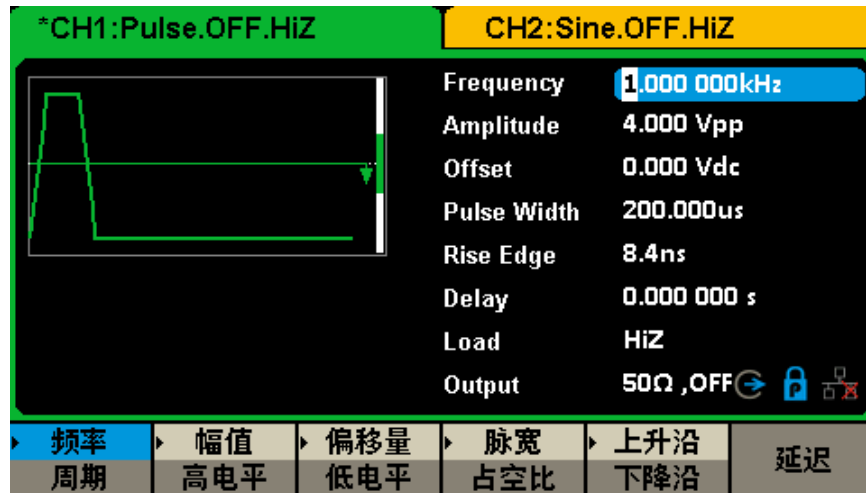 *CH1:Pulse.OFF.HiZ CH2:Sine.OFF.HiZ
Frequency 1.000 000kHz
Amplitude 4.000 Vpp
Offset 0.000 Vdc
Pulse Width 200.000us
Rise Edge 8.4ns
Delay 0.000 000 s
Load HiZ
Output 50Ω ,OFF P
频率 幅值 偏移量 脉宽 上升沿 延迟
周期 高电平 低电平 占空比 下降沿